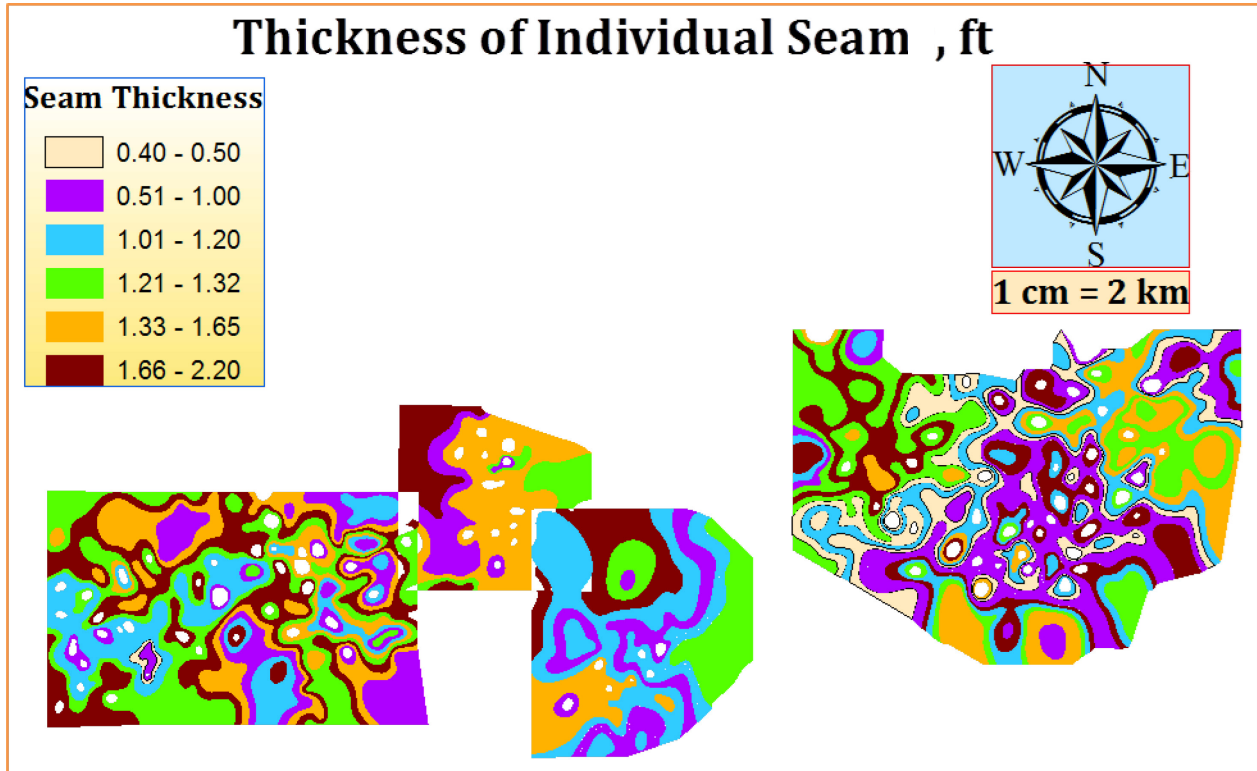 Thickness of Individual Seam , ft
Seam Thickness
0.40 - 0.50
0.51 - 1.00
1.01 - 1.20
1.21 - 1.32
1.33 - 1.65
1.66 - 2.20
N
W E
S
1 cm = 2 km